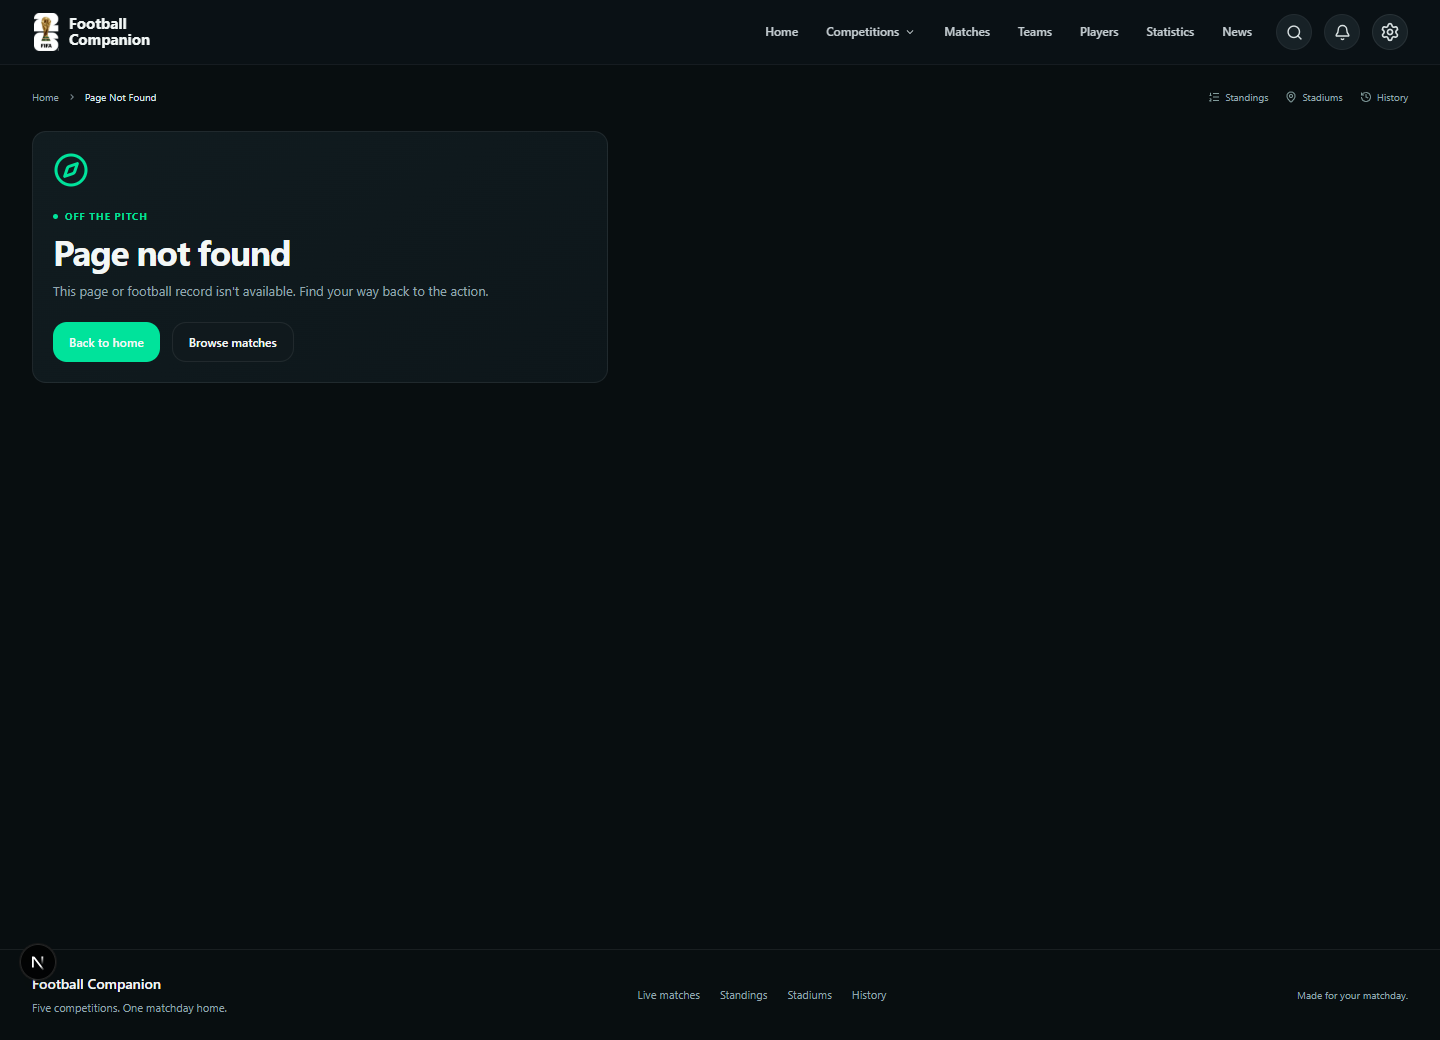 FIFA
Football
Companion
Home
Competitions
Matches
Teams
Players
Statistics
News
Home
Page Not Found
Standings
Stadiums
History
OFF THE PITCH
Page not found
This page or football record isn't available. Find your way back to the action.
Back to home
Browse matches
N
Football Companion
Five competitions. One matchday home.
Live matches
Standings
Stadiums
History
Made for your matchday.